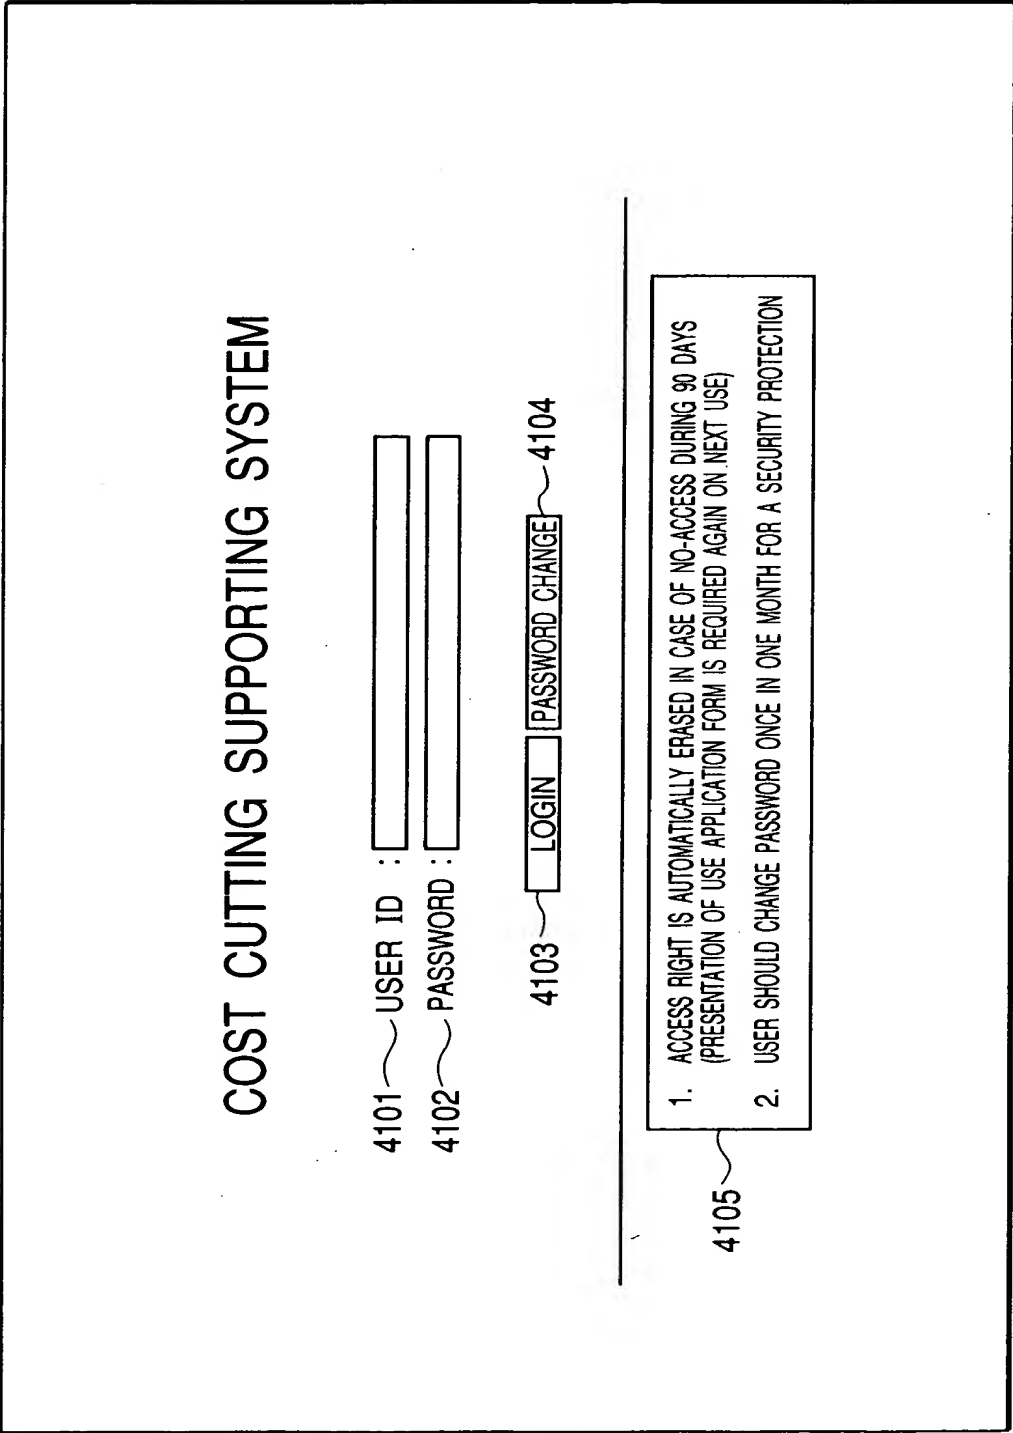 COST CUTTING SUPPORTING SYSTEM
4101 USER ID :
4102 PASSWORD :
4103 LOGIN PASSWORD CHANGE 4104
1. ACCESS RIGHT IS AUTOMATICALLY ERASED IN CASE OF NO-ACCESS DURING 90 DAYS
(PRESENTATION OF USE APPLICATION FORM IS REQUIRED AGAIN ON NEXT USE)
2. USER SHOULD CHANGE PASSWORD ONCE IN ONE MONTH FOR A SECURITY PROTECTION
4105